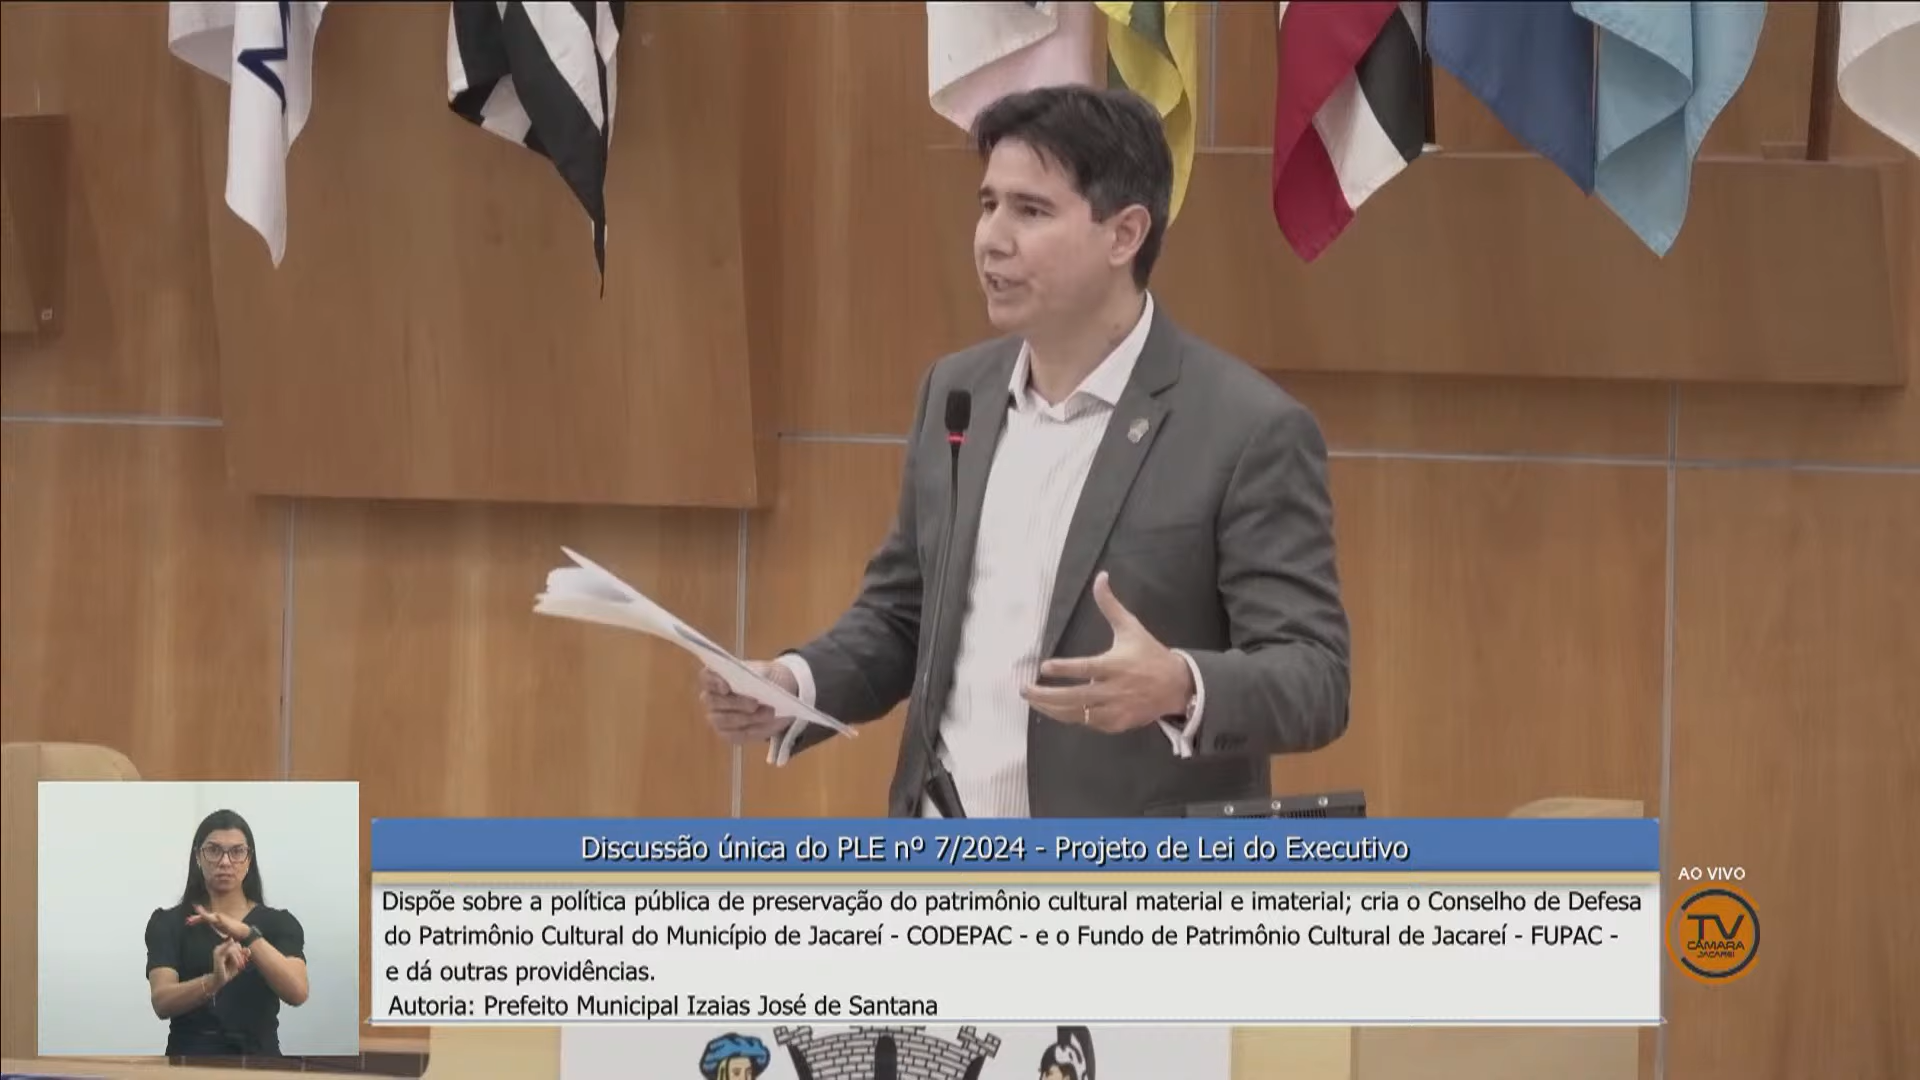 Discussão única do PLE nº 7/2024 - Projeto de Lei do Executivo
Dispõe sobre a política pública de preservação do patrimônio cultural material e imaterial; cria o Conselho de Defesa
do Patrimônio Cultural do Município de Jacareí - CODEPAC - e o Fundo de Patrimônio Cultural de Jacareí - FUPAC -
e dá outras providências.
Autoria: Prefeito Municipal Izaias José de Santana
AO VIVO
TV
CÂMARA
JACAREÍ